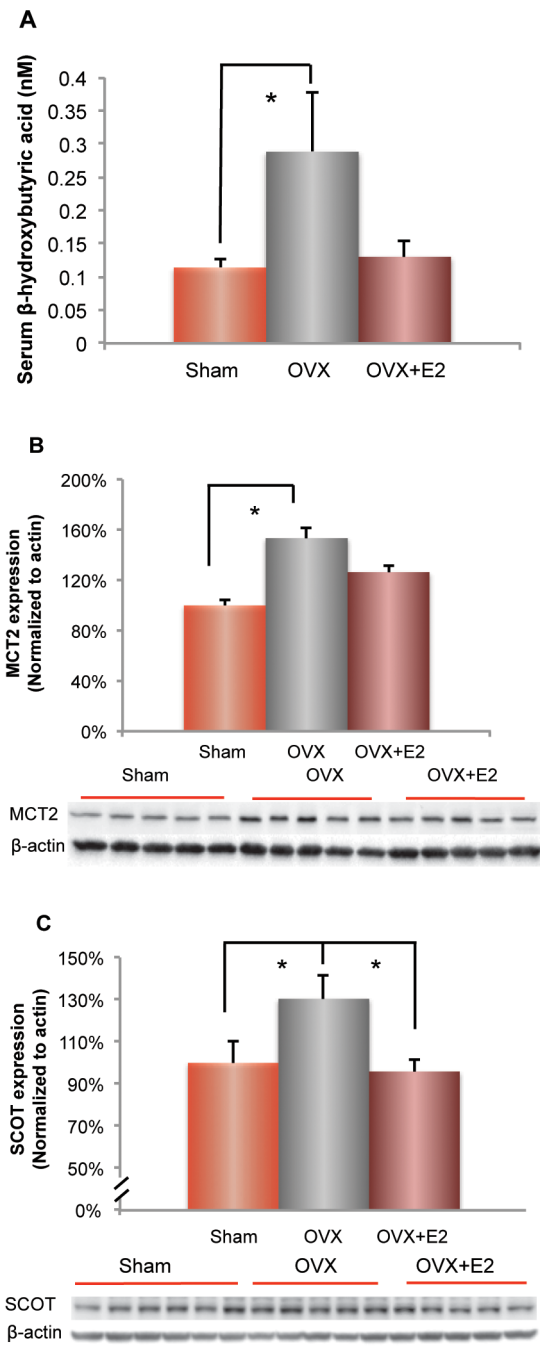 A
Serum β-hydroxybutyric acid (nM)
0.4
0.35
0.3
0.25
0.2
0.15
0.1
0.05
0
*
Sham OVX OVX+E2
B
MCT2 expression
(Normalized to actin)
200%
160%
120%
80%
40%
0%
*
Sham OVX OVX+E2
Sham OVX OVX+E2
MCT2
β-actin
C
SCOT expression
(Normalized to actin)
150%
130%
110%
90%
70%
50%
0%
* *
Sham OVX OVX+E2
Sham OVX OVX+E2
SCOT
β-actin